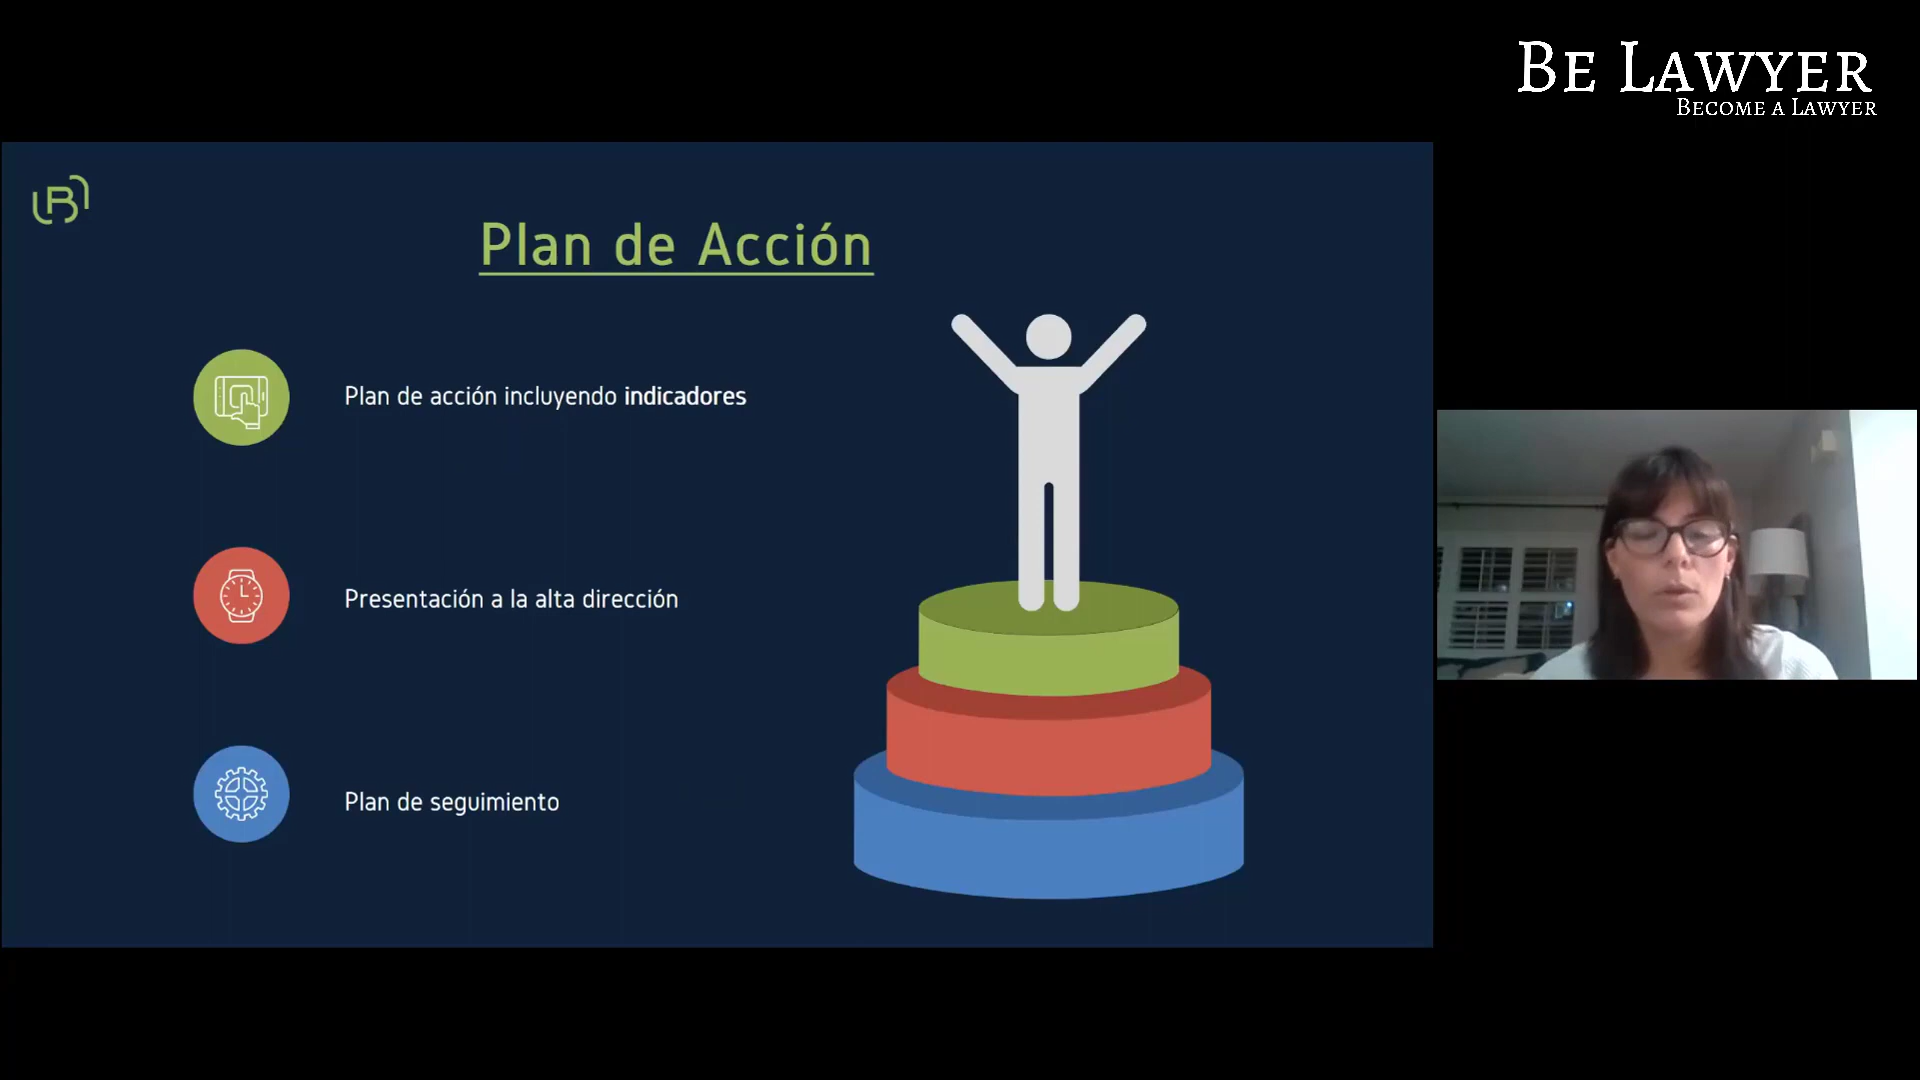 BE LAWYER
BECOME A LAWYER
Plan de Acción
Plan de acción incluyendo indicadores
Presentación a la alta dirección
Plan de seguimiento